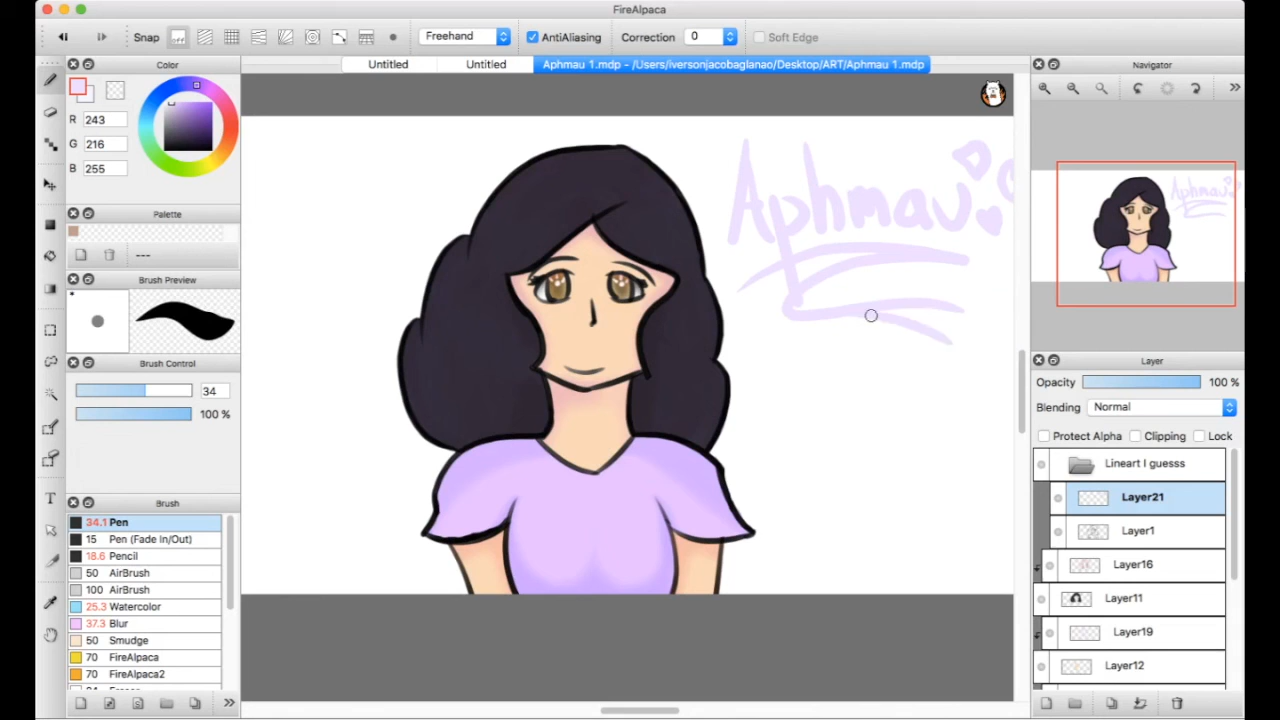 FireAlpaca
Snap off Freehand AntiAliasing Correction 0 Soft Edge
Color Untitled Untitled Aphmau 1.mdp - /Users/iversonjacobaglanao/Desktop/ART/Aphmau 1.mdp Navigator
R 243
G 216
B 255
Palette
---
Brush Preview
Brush Control
34
100 %
Brush
34.1 Pen
15 Pen (Fade In/Out)
18.6 Pencil
50 AirBrush
100 AirBrush
25.3 Watercolor
37.3 Blur
50 Smudge
70 FireAlpaca
70 FireAlpaca2
Aphmau
Layer
Opacity 100 %
Blending Normal
Protect Alpha Clipping Lock
Lineart I guesss
Layer21
Layer1
Layer16
Layer11
Layer19
Layer12